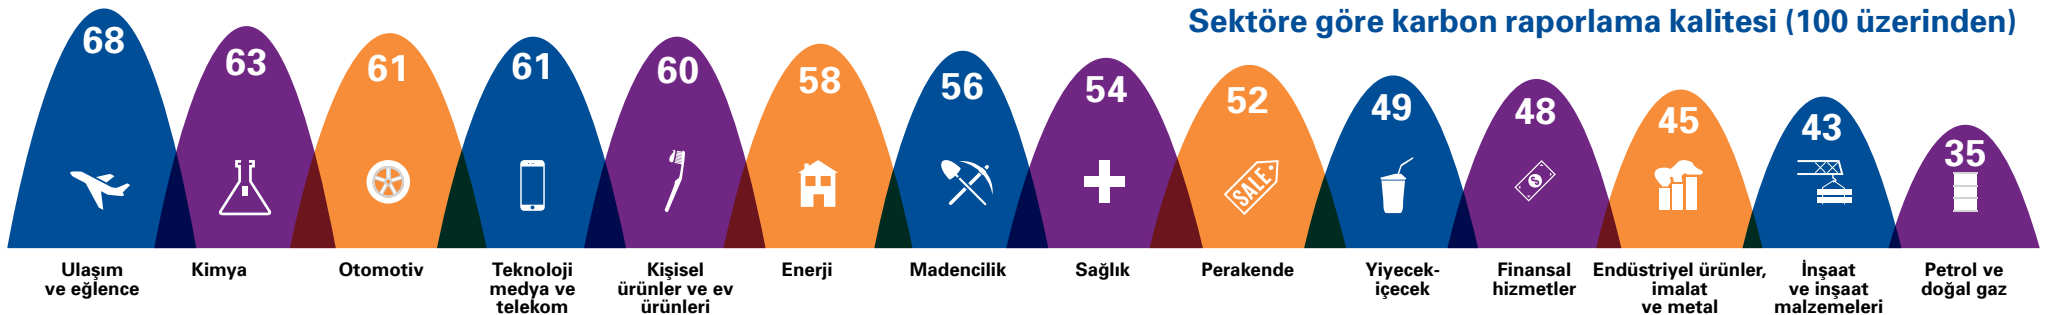 Sektöre göre karbon raporlama kalitesi (100 üzerinden)
68
63
61
61
60
58
56
54
52
49
48
45
43
35
SALE
Ulaşım
ve eğlence
Kimya
Otomotiv
Teknoloji
medya ve
telekom
Kişisel
ürünler ve ev
ürünleri
Enerji
Madencilik
Sağlık
Perakende
Yiyecek-
içecek
Finansal
hizmetler
Endüstriyel ürünler,
imalat
ve metal
İnşaat
ve inşaat
malzemeleri
Petrol ve
doğal gaz